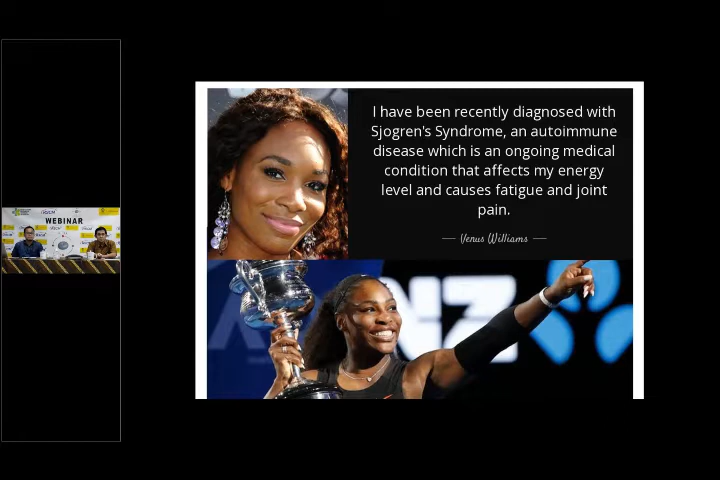 I have been recently diagnosed with
Sjogren's Syndrome, an autoimmune
disease which is an ongoing medical
condition that affects my energy
level and causes fatigue and joint
pain.
Venus Williams
NZ
WEBINAR